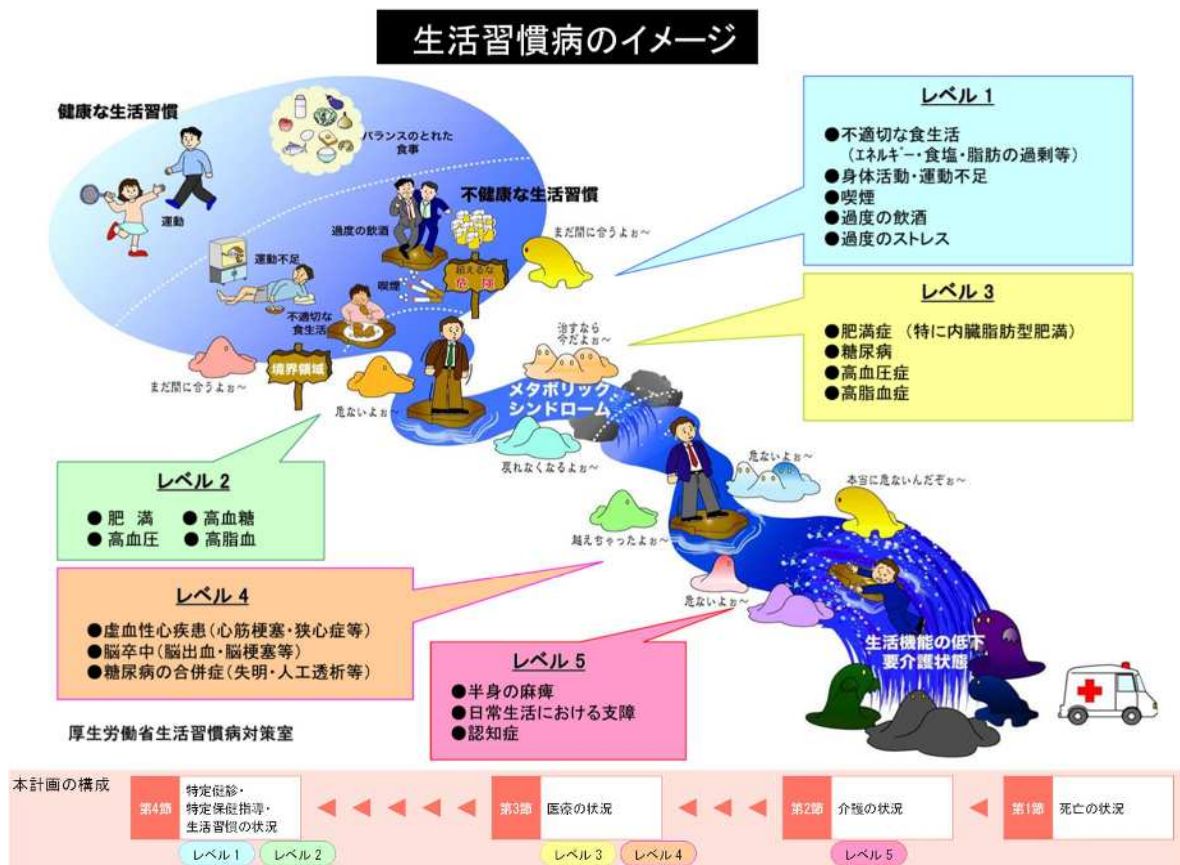 生活習慣病のイメージ
健康な生活習慣
バランスのとれた
食事
運動
不健康な生活習慣
過度の飲酒
運動不足
喫煙
超えるな
危険
不適切な
食生活
まだ間に合うよぉ～
境界領域
まだ間に合うよぉ～
危ないよぉ～
治すなら
今だよぉ～
メタボリック
シンドローム
戻れなくなるよぉ～
危ないよぉ～
越えちゃったよぉ～
本当に危ないんだぞぉ～
危ないよぉ～
生活機能の低下
要介護状態
レベル 1
●不適切な食生活
（ｴﾈﾙｷﾞｰ・食塩・脂肪の過剰等）
●身体活動・運動不足
●喫煙
●過度の飲酒
●過度のストレス
レベル 3
●肥満症 （特に内臓脂肪型肥満）
●糖尿病
●高血圧症
●高脂血症
レベル 2
● 肥 満 ● 高血糖
● 高血圧 ● 高脂血
レベル 4
●虚血性心疾患（心筋梗塞・狭心症等）
●脳卒中（脳出血・脳梗塞等）
●糖尿病の合併症（失明・人工透析等）
レベル 5
●半身の麻痺
●日常生活における支障
●認知症
厚生労働省生活習慣病対策室
本計画の構成
第4節
特定健診・
特定保健指導・
生活習慣の状況
レベル 1 レベル 2
第3節 医療の状況
レベル 3 レベル 4
第2節 介護の状況
レベル 5
第1節 死亡の状況